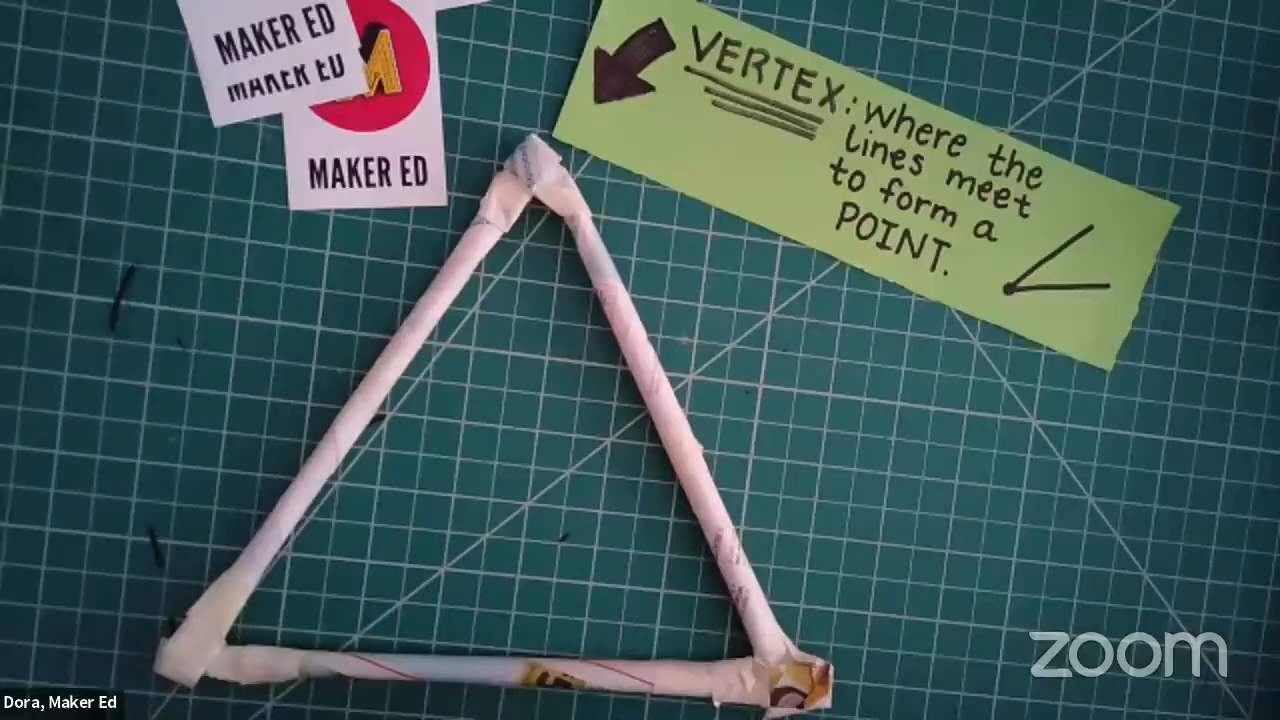 MAKER ED
MAKER ED
MAKER ED
VERTEX: where the
lines meet
to form a
POINT.
zoom
Dora, Maker Ed